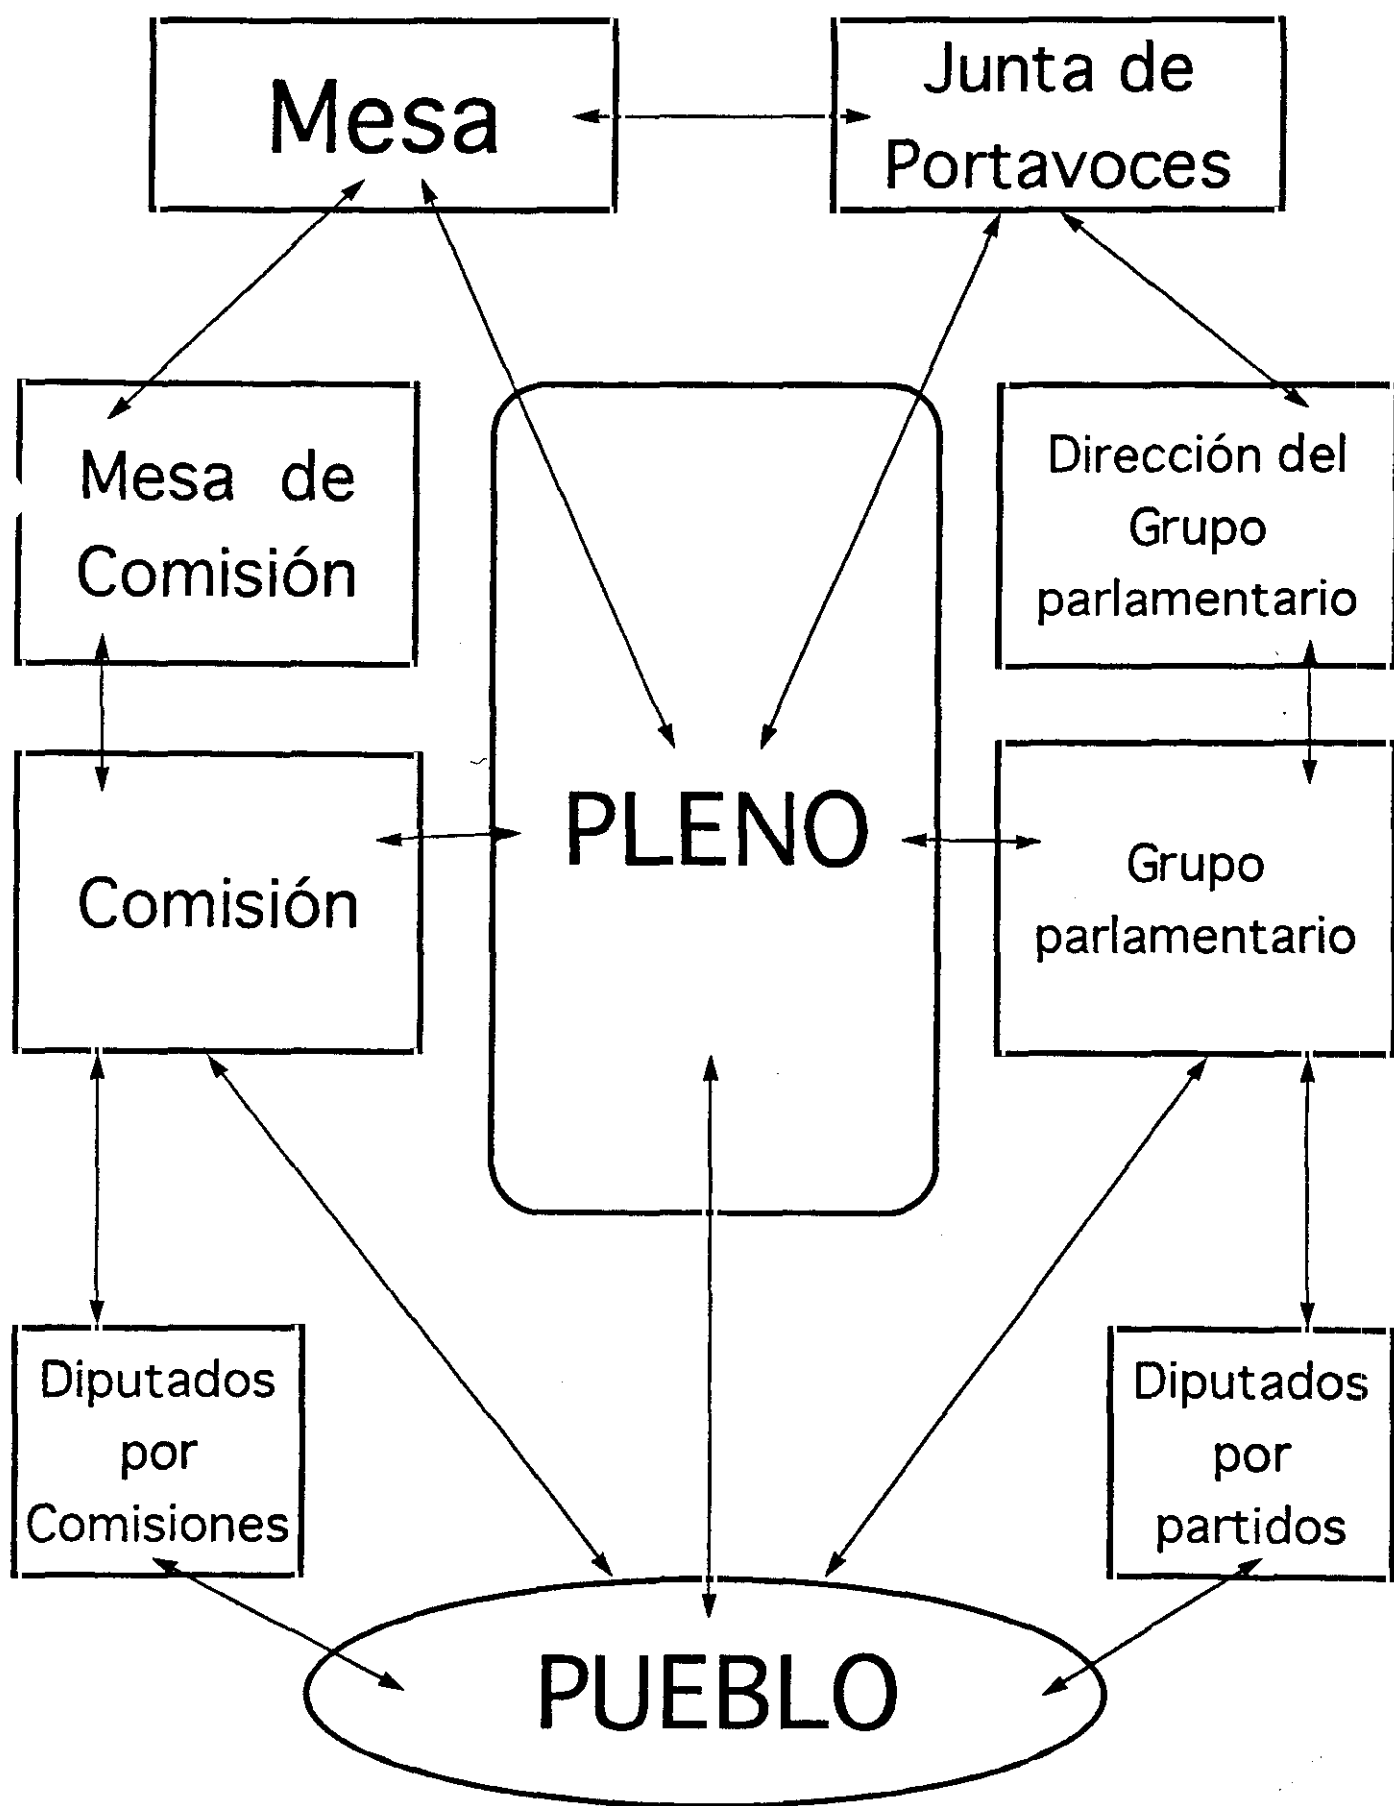 Mesa
Junta de
Portavoces
Mesa de
Comisión
Dirección del
Grupo
parlamentario
PLENO
Comisión
Grupo
parlamentario
Diputados
por
Comisiones
Diputados
por
partidos
PUEBLO